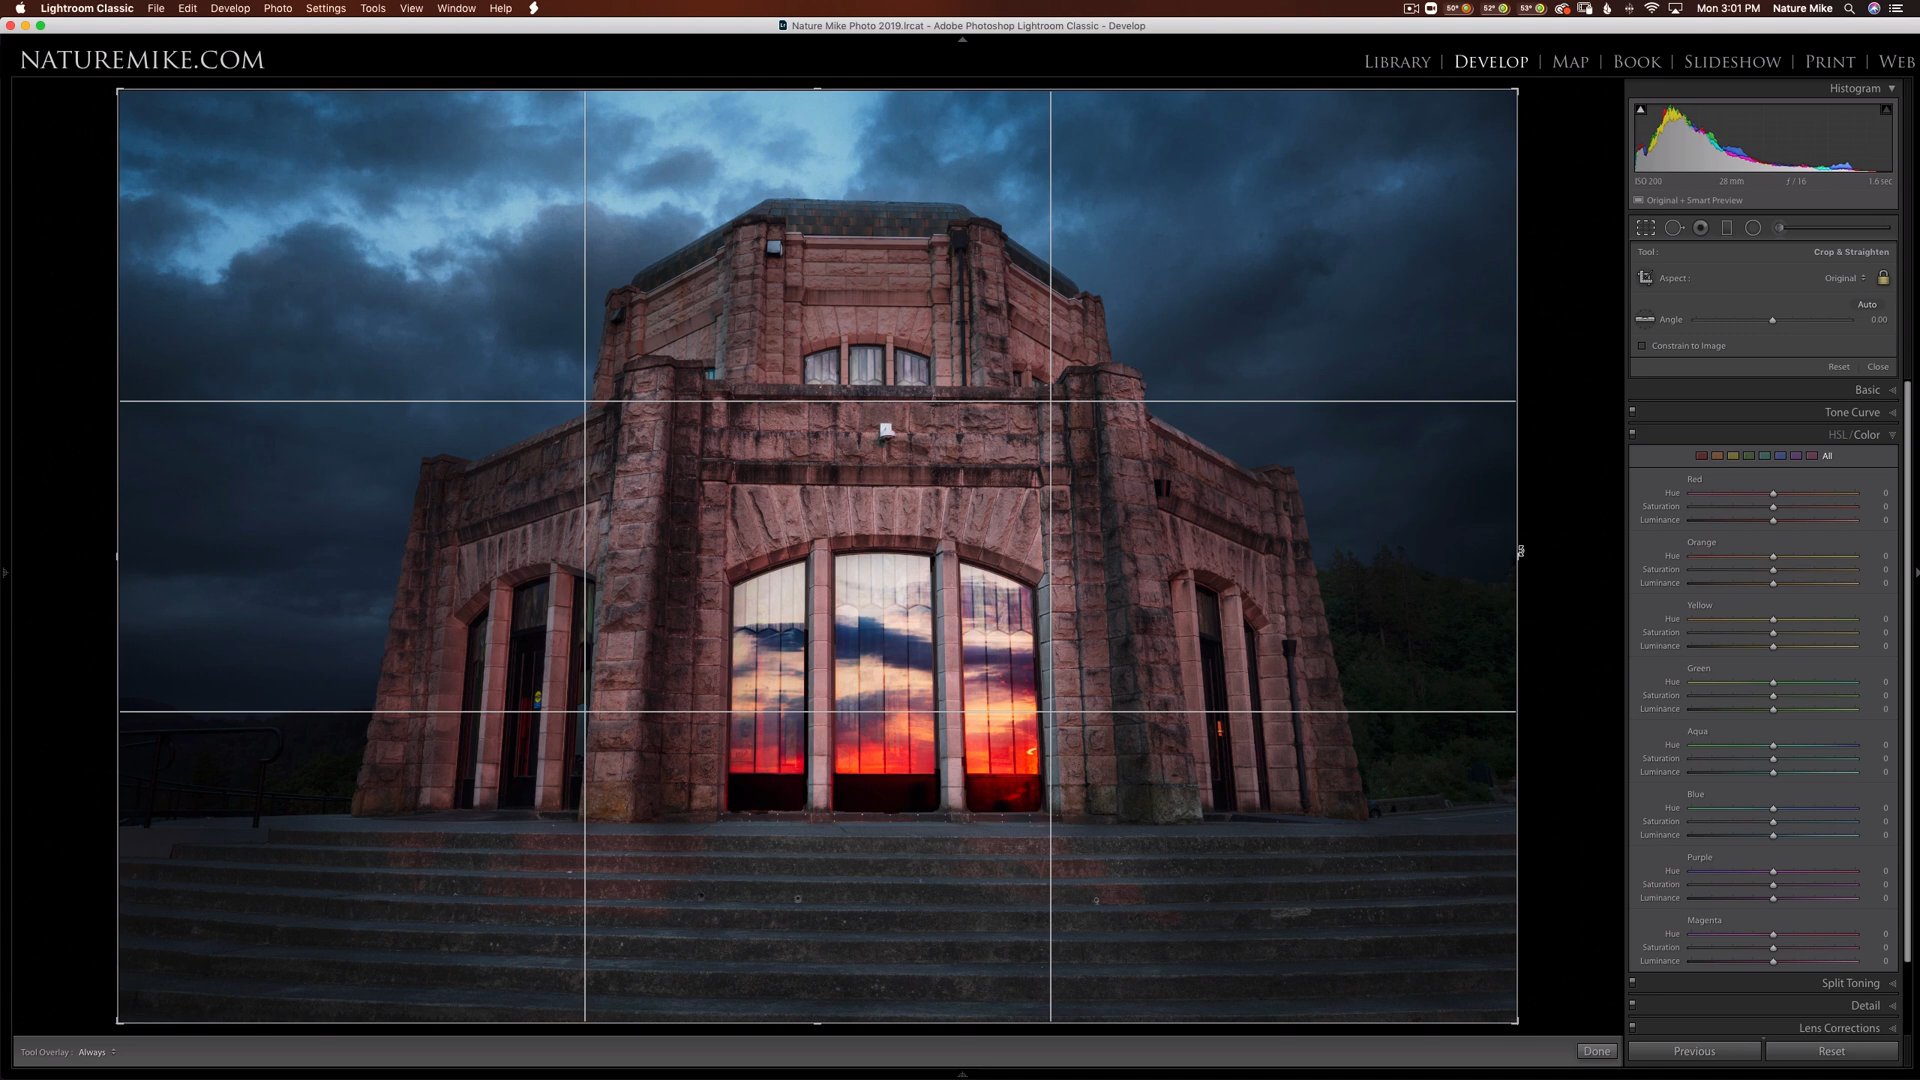 Lightroom Classic File Edit Develop Photo Settings Tools View Window Help 50° 52° 53° Mon 3:01 PM Nature Mike
Nature Mike Photo 2019.lrcat - Adobe Photoshop Lightroom Classic - Develop
NATUREMIKE.COM
LIBRARY | DEVELOP | MAP | BOOK | SLIDESHOW | PRINT | WEB
Histogram
ISO 200 28 mm ƒ / 16 1.6 sec
Original + Smart Preview
Tool : Crop & Straighten
Aspect : Original
Auto
Angle 0.00
Constrain to Image
Reset Close
Basic
Tone Curve
HSL / Color
All
Red
Hue 0
Saturation 0
Luminance 0
Orange
Hue 0
Saturation 0
Luminance 0
Yellow
Hue 0
Saturation 0
Luminance 0
Green
Hue 0
Saturation 0
Luminance 0
Aqua
Hue 0
Saturation 0
Luminance 0
Blue
Hue 0
Saturation 0
Luminance 0
Purple
Hue 0
Saturation 0
Luminance 0
Magenta
Hue 0
Saturation 0
Luminance 0
Split Toning
Detail
Lens Corrections
Tool Overlay : Always Done Previous Reset